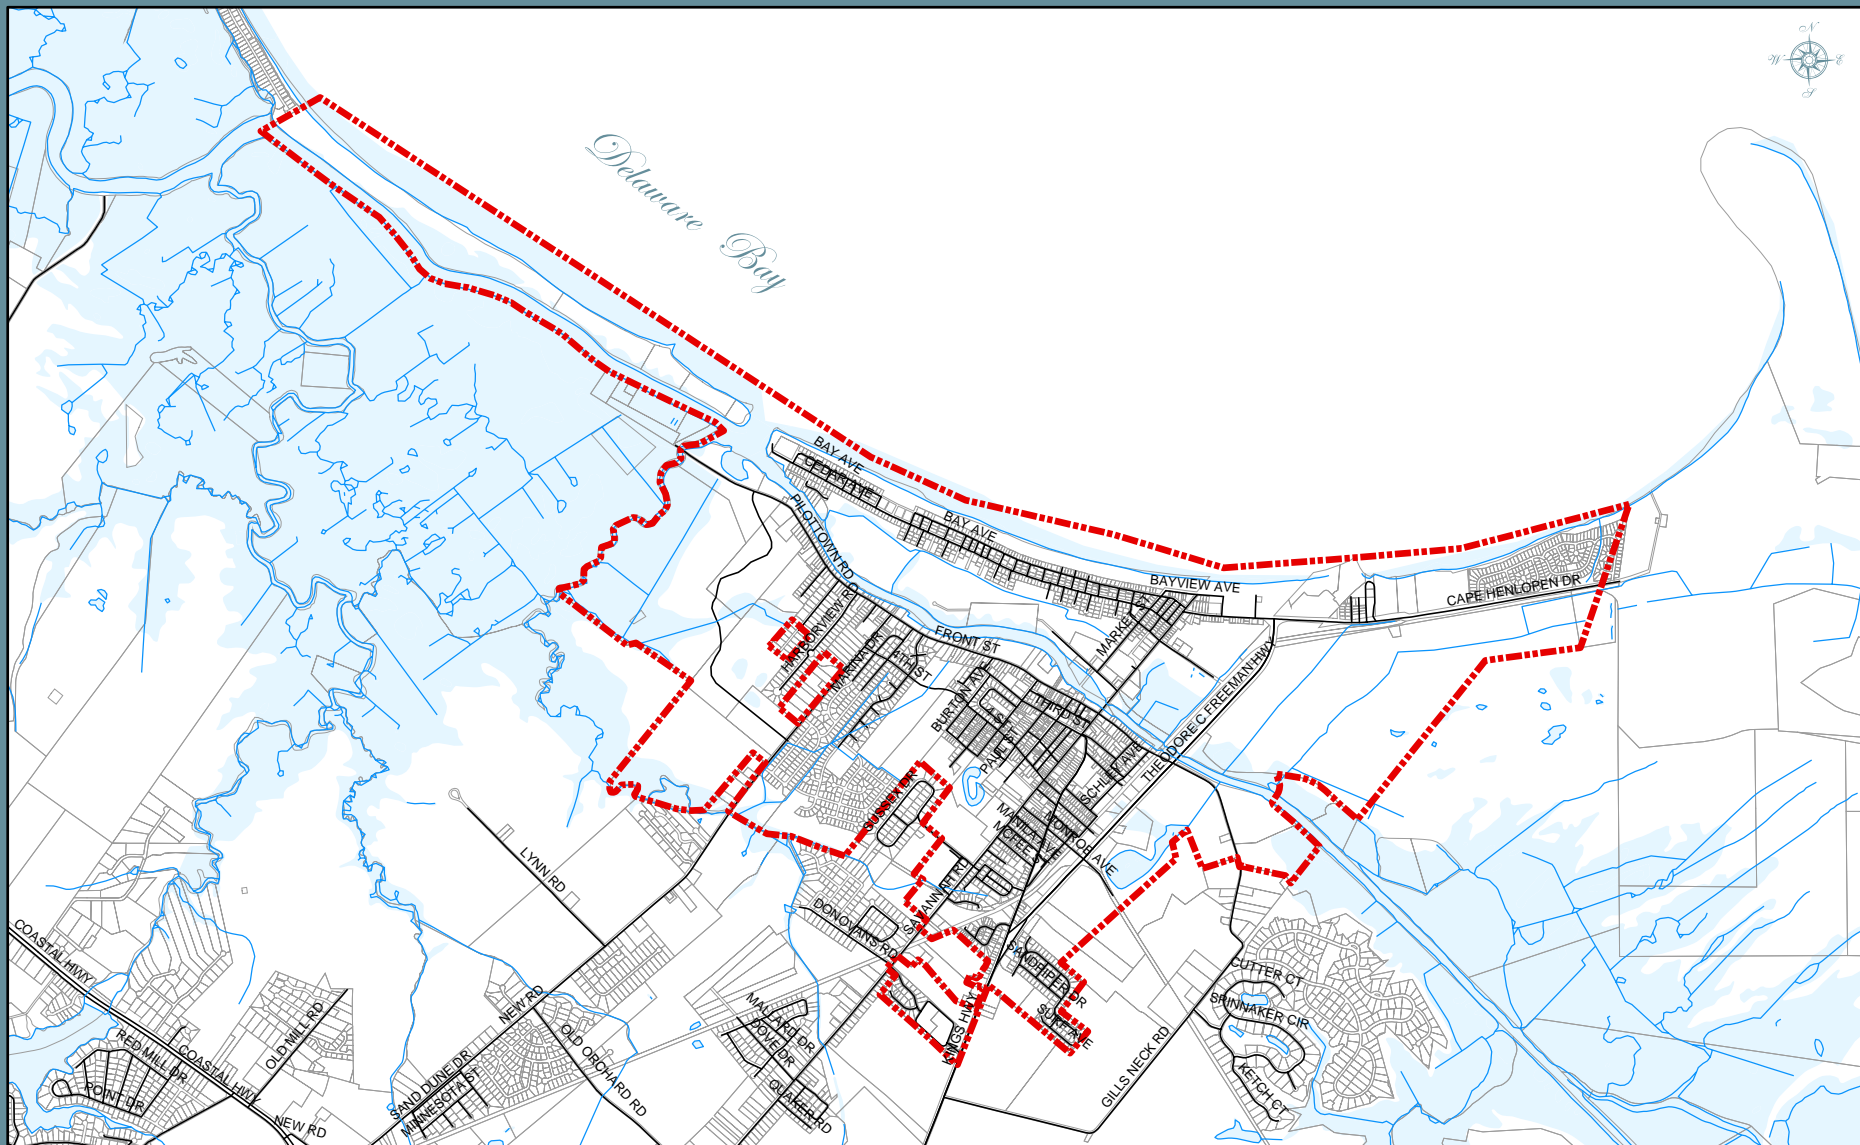 N
W
E
S
Delaware Bay
BAY AVE
CEDAR AVE
PILOTTOWN RD
BAY AVE
BAYVIEW AVE
CAPE HENLOPEN DR
HARBORVIEW RD
MARINA DR
4TH ST
FRONT ST
MARKET ST
BURTON AVE
THIRD ST
PAUL ST
THEODORE C FREEMAN HWY
SCHLEY AVE
SUSSEX DR
MANILA AVE
MCFEE ST
MONROE AVE
LYNN RD
SAVANNAH RD
DONOVANS RD
SANDPIPER DR
SURF AVE
KINGS HWY
CUTTER CT
SPINNAKER CIR
KETCH CT
GILLS NECK RD
COASTAL HWY
NEW RD
OLD MILL RD
MALLARD DR
DOVE DR
QUAKER RD
OLD ORCHARD RD
RED MILL DR
COASTAL HWY
POINT DR
SAND DUNE DR
MINNESOTA ST
NEW RD